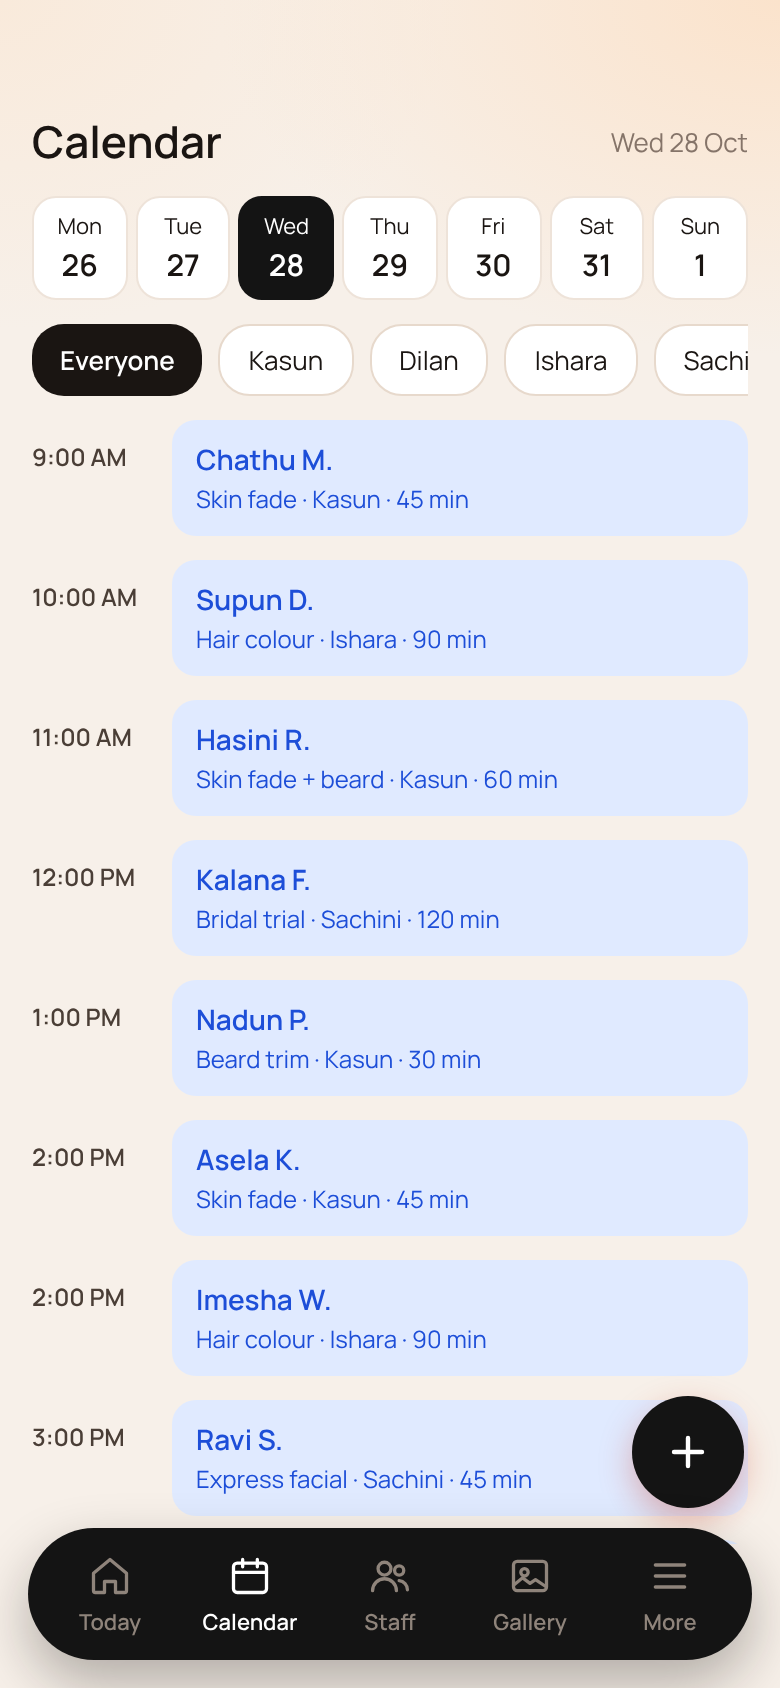 Calendar
Wed 28 Oct
Mon Tue Wed Thu Fri Sat Sun
26 27 28 29 30 31 1
Everyone Kasun Dilan Ishara Sachi
9:00 AM
Chathu M.
Skin fade · Kasun · 45 min
10:00 AM
Supun D.
Hair colour · Ishara · 90 min
11:00 AM
Hasini R.
Skin fade + beard · Kasun · 60 min
12:00 PM
Kalana F.
Bridal trial · Sachini · 120 min
1:00 PM
Nadun P.
Beard trim · Kasun · 30 min
2:00 PM
Asela K.
Skin fade · Kasun · 45 min
2:00 PM
Imesha W.
Hair colour · Ishara · 90 min
3:00 PM
Ravi S.
Express facial · Sachini · 45 min
Today Calendar Staff Gallery More